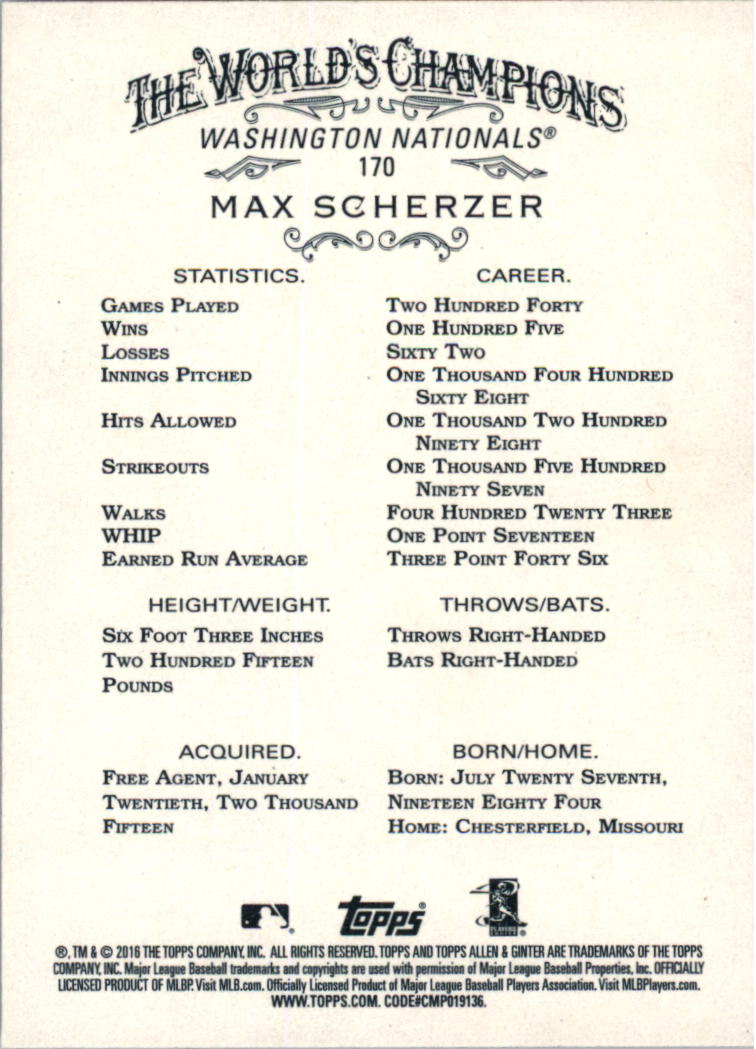 THE WORLD'S CHAMPIONS
WASHINGTON NATIONALS®
170
MAX SCHERZER
STATISTICS. CAREER.
GAMES PLAYED TWO HUNDRED FORTY
WINS ONE HUNDRED FIVE
LOSSES SIXTY TWO
INNINGS PITCHED ONE THOUSAND FOUR HUNDRED
SIXTY EIGHT
HITS ALLOWED ONE THOUSAND TWO HUNDRED
NINETY EIGHT
STRIKEOUTS ONE THOUSAND FIVE HUNDRED
NINETY SEVEN
WALKS FOUR HUNDRED TWENTY THREE
WHIP ONE POINT SEVENTEEN
EARNED RUN AVERAGE THREE POINT FORTY SIX
HEIGHT/WEIGHT. THROWS/BATS.
SIX FOOT THREE INCHES THROWS RIGHT-HANDED
TWO HUNDRED FIFTEEN BATS RIGHT-HANDED
POUNDS
ACQUIRED. BORN/HOME.
FREE AGENT, JANUARY BORN: JULY TWENTY SEVENTH,
TWENTIETH, TWO THOUSAND NINETEEN EIGHTY FOUR
FIFTEEN HOME: CHESTERFIELD, MISSOURI
topps®
PLAYERS
®, TM & © 2016 THE TOPPS COMPANY, INC. ALL RIGHTS RESERVED. TOPPS AND TOPPS ALLEN & GINTER ARE TRADEMARKS OF THE TOPPS
COMPANY, INC. Major League Baseball trademarks and copyrights are used with permission of Major League Baseball Properties, Inc. OFFICIALLY
LICENSED PRODUCT OF MLBP. Visit MLB.com. Officially Licensed Product of Major League Baseball Players Association. Visit MLBPlayers.com.
WWW.TOPPS.COM. CODE#CMP019136.